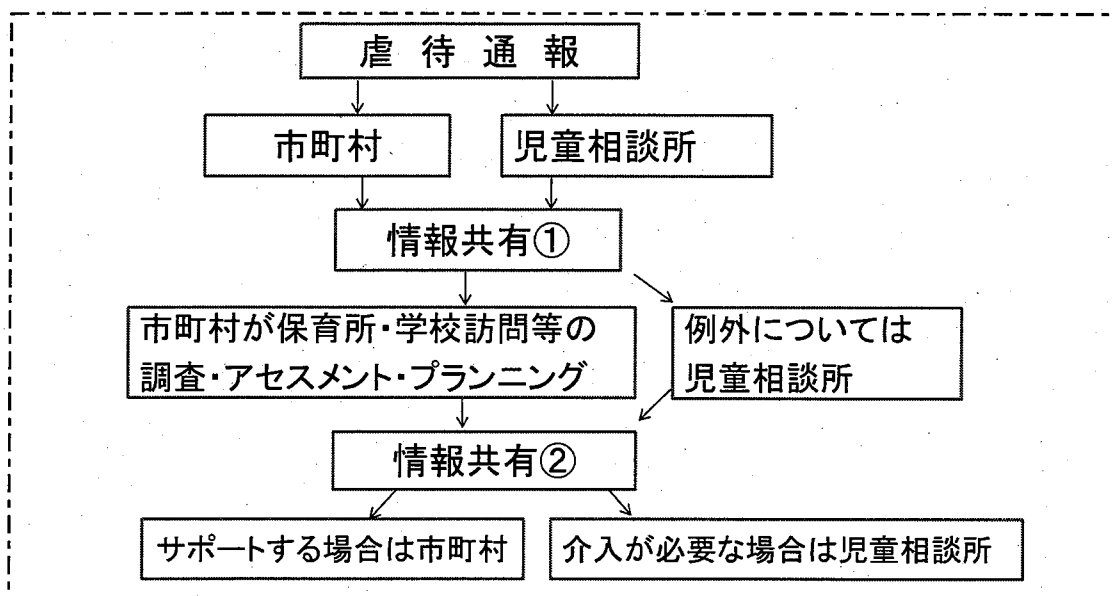 虐待通報
市町村
児童相談所
情報共有①
市町村が保育所・学校訪問等の
調査・アセスメント・プランニング
例外については
児童相談所
情報共有②
サポートする場合は市町村
介入が必要な場合は児童相談所